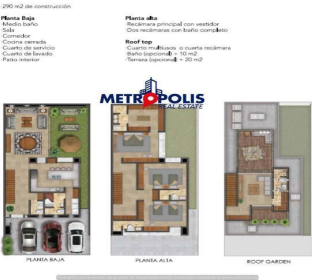 -290 m2 de construcción
Planta Baja
·Medio baño
·Sala
·Comedor
·Cocina cerrada
·Cuarto de servicio
·Cuarto de lavado
·Patio interior
Planta alta
·Recámara principal con vestidor
·Dos recámaras con baño completo
Roof top
·Cuarto multiusos o cuarta recámara
·Baño (opcional) + 10 m2
·Terraza (opcional) + 20 m2
METROPOLIS
REAL ESTATE
PLANTA BAJA
PLANTA ALTA
ROOF GARDEN